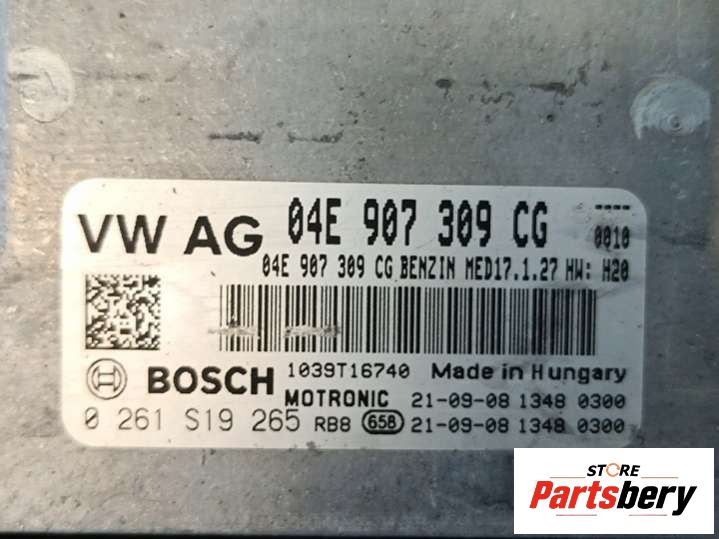 VW AG 04E 907 309 CG ----
0010
04E 907 309 CG BENZIN MED17.1.27 HW: H20
BOSCH 1039T16740 Made in Hungary
MOTRONIC 21-09-08 1348 0300
0 261 S19 265 RB8 658 21-09-08 1348 0300
STORE
Partsbery